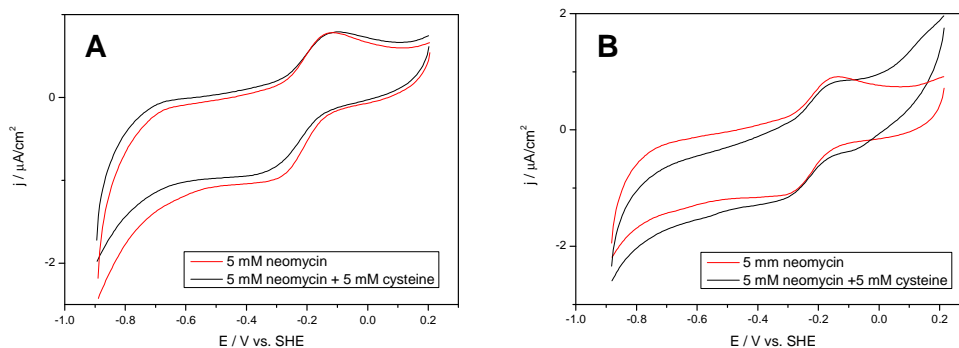 A
j / µA/cm²
0
-2
5 mM neomycin
5 mM neomycin + 5 mM cysteine
-1.0 -0.8 -0.6 -0.4 -0.2 0.0 0.2
E / V vs. SHE
B
j / µA/cm²
2
0
-2
5 mm neomycin
5 mM neomycin +5 mM cysteine
-1.0 -0.8 -0.6 -0.4 -0.2 0.0 0.2
E / V vs. SHE